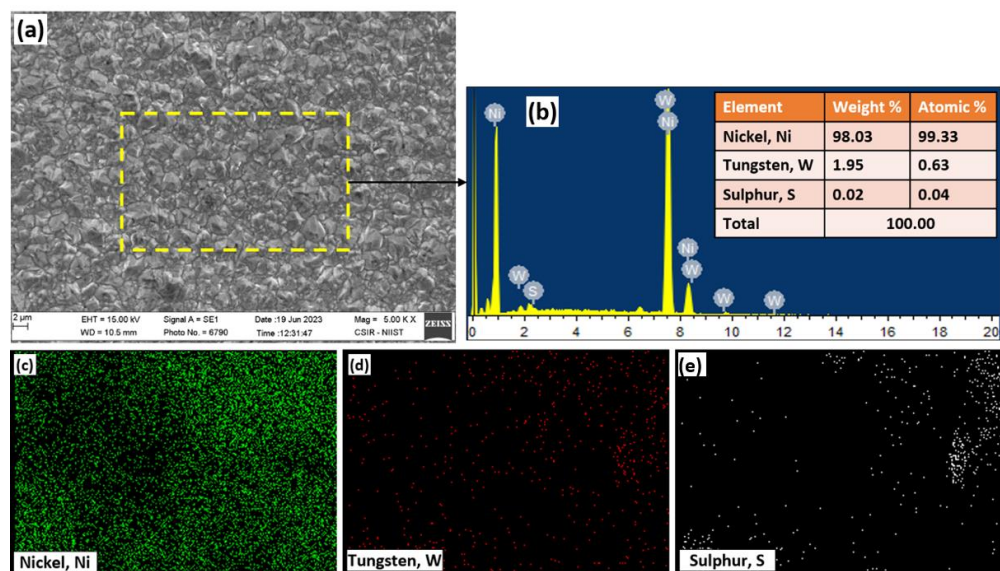 (a)
2 μm
EHT = 15.00 kV Signal A = SE1 Date :19 Jun 2023 Mag = 5.00 K X
WD = 10.5 mm Photo No. = 6790 Time :12:31:47 CSIR - NIIST
ZEISS
(b)
Ni
W
Ni
W
S
Ni
W
W
W
0 2 4 6 8 10 12 14 16 18 20
Element Weight % Atomic %
Nickel, Ni 98.03 99.33
Tungsten, W 1.95 0.63
Sulphur, S 0.02 0.04
Total 100.00
(c)
Nickel, Ni
(d)
Tungsten, W
(e)
Sulphur, S